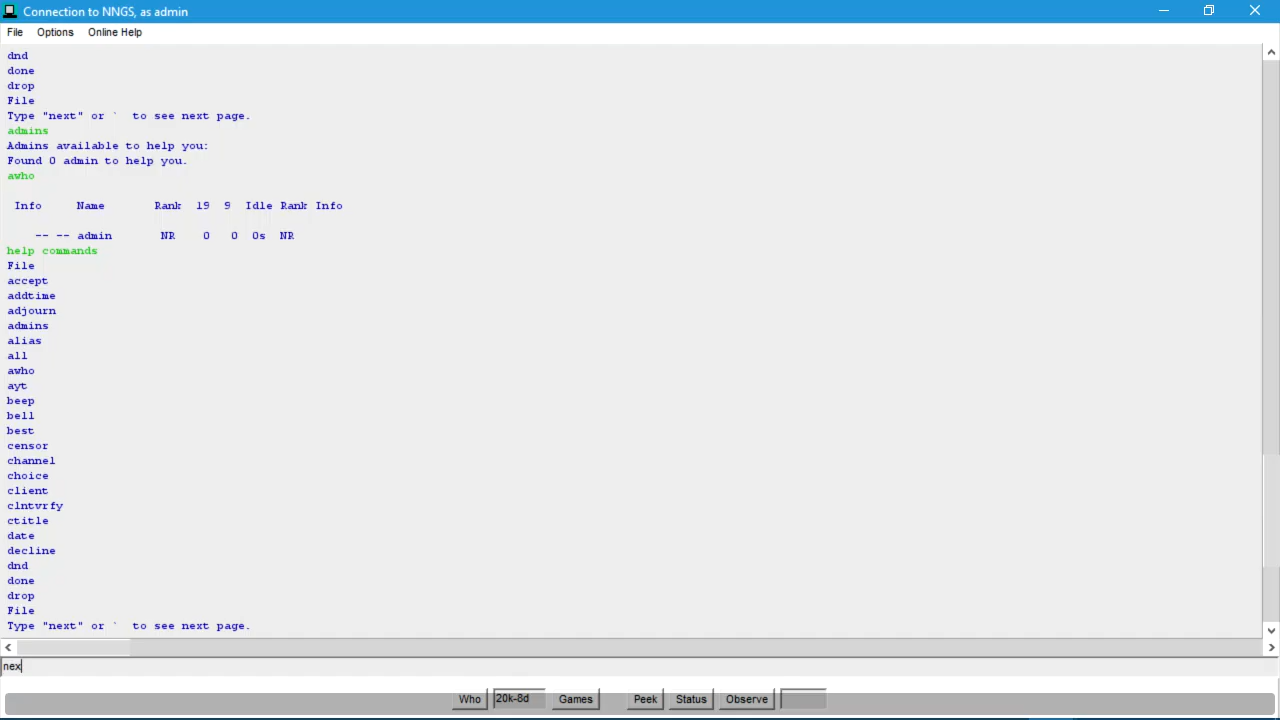 Connection to NNGS, as admin
File Options Online Help
dnd
done
drop
File
Type "next" or `  to see next page.
admins
Admins available to help you:
Found 0 admin to help you.
awho
Info Name Rank 19 9 Idle Rank Info
-- -- admin NR 0 0 0s NR
help commands
File
accept
addtime
adjourn
admins
alias
all
awho
ayt
beep
bell
best
censor
channel
choice
client
clntvrfy
ctitle
date
decline
dnd
done
drop
File
Type "next" or `  to see next page.
nex
Who 20k-8d Games Peek Status Observe